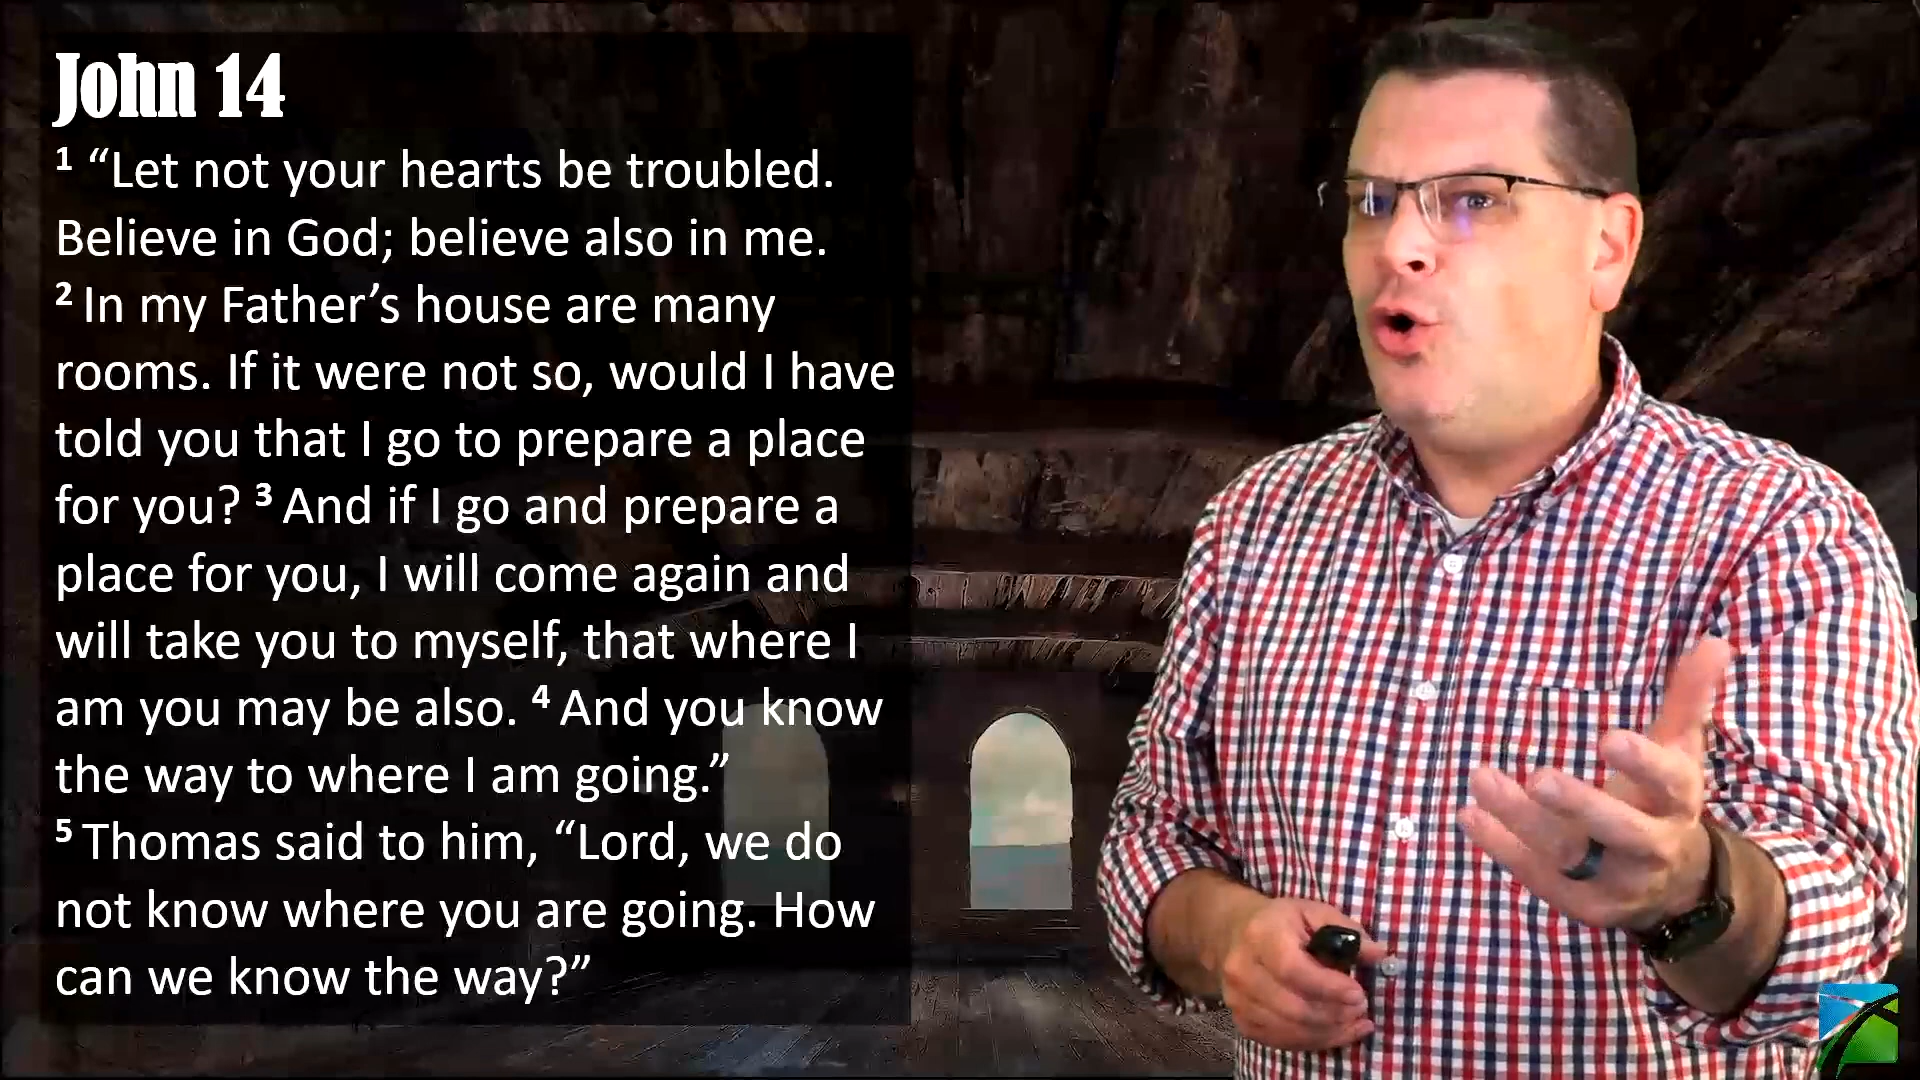 John 14
¹ “Let not your hearts be troubled.
Believe in God; believe also in me.
² In my Father’s house are many
rooms. If it were not so, would I have
told you that I go to prepare a place
for you? ³ And if I go and prepare a
place for you, I will come again and
will take you to myself, that where I
am you may be also. ⁴ And you know
the way to where I am going.”
⁵ Thomas said to him, “Lord, we do
not know where you are going. How
can we know the way?”